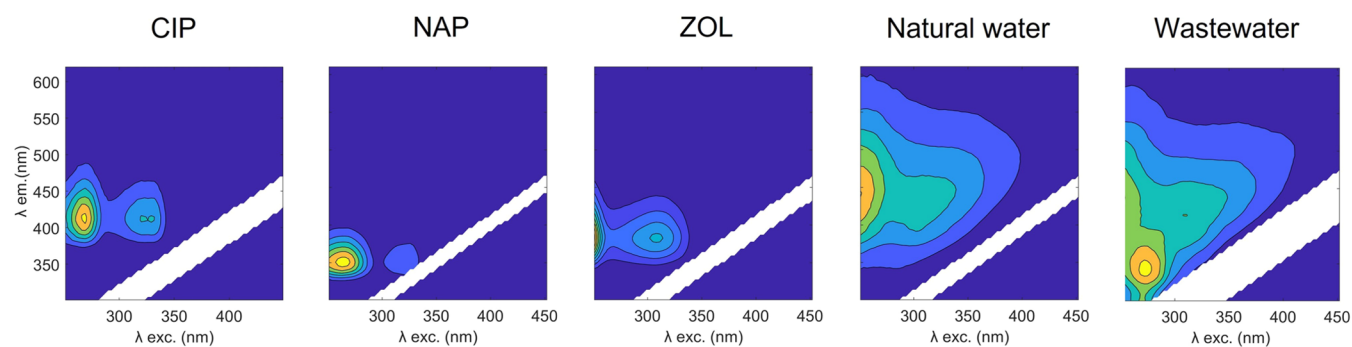 CIP
NAP
ZOL
Natural water
Wastewater
λ em.(nm)
600
550
500
450
400
350
300 350 400
300 350 400 450
300 350 400 450
300 350 400 450
300 350 400 450
λ exc. (nm)
λ exc. (nm)
λ exc. (nm)
λ exc. (nm)
λ exc. (nm)